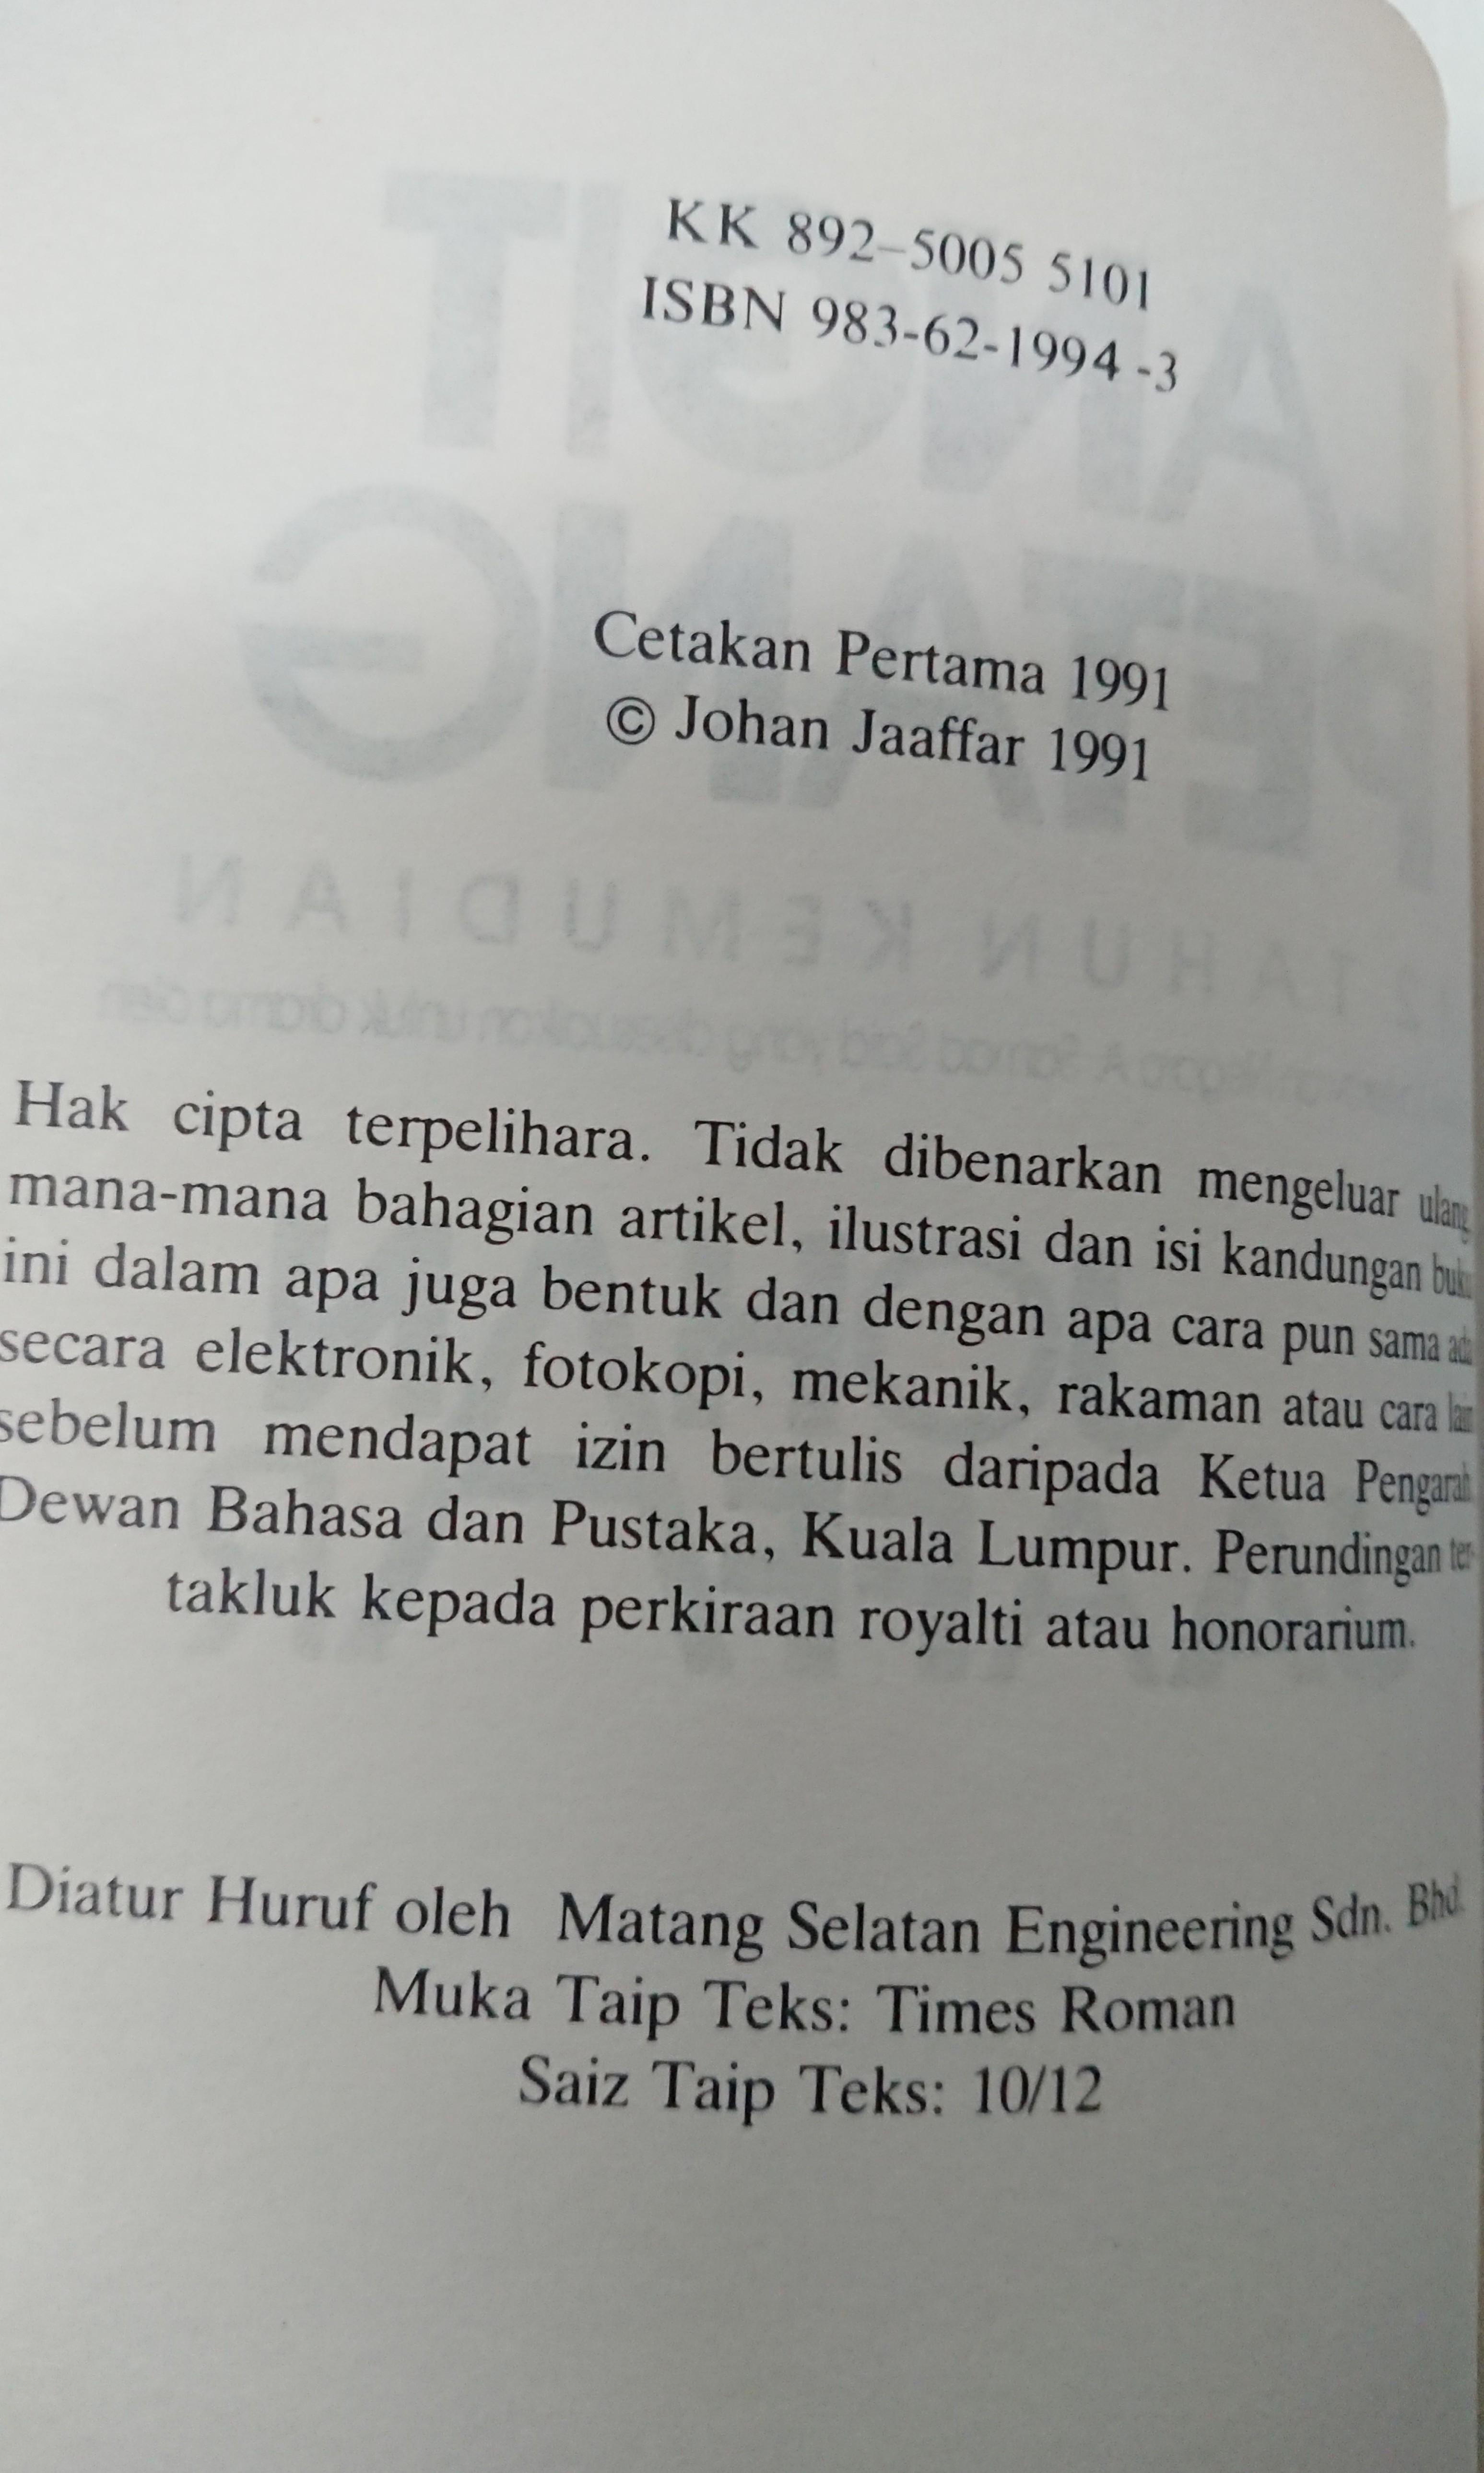 KK 892–5005 5101
ISBN 983-62-1994 -3
Cetakan Pertama 1991
© Johan Jaaffar 1991
Hak cipta terpelihara. Tidak dibenarkan mengeluar ulang
mana-mana bahagian artikel, ilustrasi dan isi kandungan buku
ini dalam apa juga bentuk dan dengan apa cara pun sama ada
secara elektronik, fotokopi, mekanik, rakaman atau cara lain
sebelum mendapat izin bertulis daripada Ketua Pengarah
Dewan Bahasa dan Pustaka, Kuala Lumpur. Perundingan ter-
takluk kepada perkiraan royalti atau honorarium.
Diatur Huruf oleh Matang Selatan Engineering Sdn. Bhd.
Muka Taip Teks: Times Roman
Saiz Taip Teks: 10/12